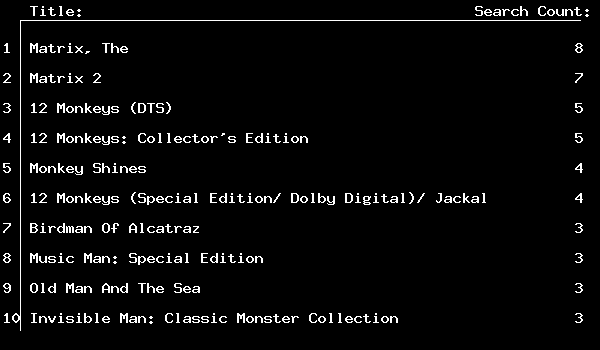 Title: Search Count:
1 Matrix, The 8
2 Matrix 2 7
3 12 Monkeys (DTS) 5
4 12 Monkeys: Collector's Edition 5
5 Monkey Shines 4
6 12 Monkeys (Special Edition/ Dolby Digital)/ Jackal 4
7 Birdman Of Alcatraz 3
8 Music Man: Special Edition 3
9 Old Man And The Sea 3
10 Invisible Man: Classic Monster Collection 3